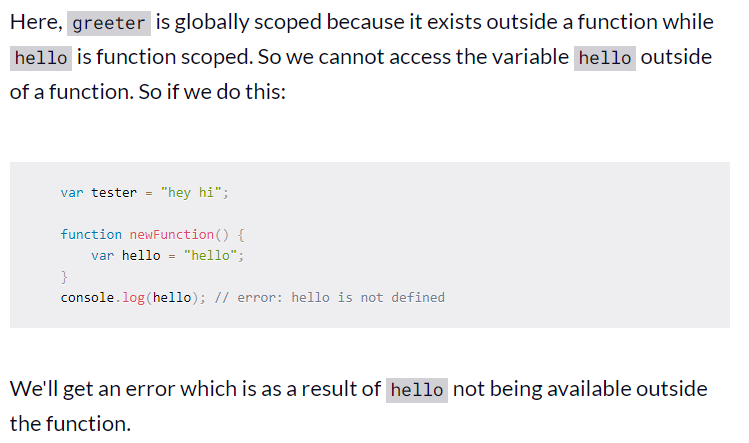 Here, greeter is globally scoped because it exists outside a function while
hello is function scoped. So we cannot access the variable hello outside
of a function. So if we do this:
var tester = "hey hi";
function newFunction() {
var hello = "hello";
}
console.log(hello); // error: hello is not defined
We'll get an error which is as a result of hello not being available outside
the function.